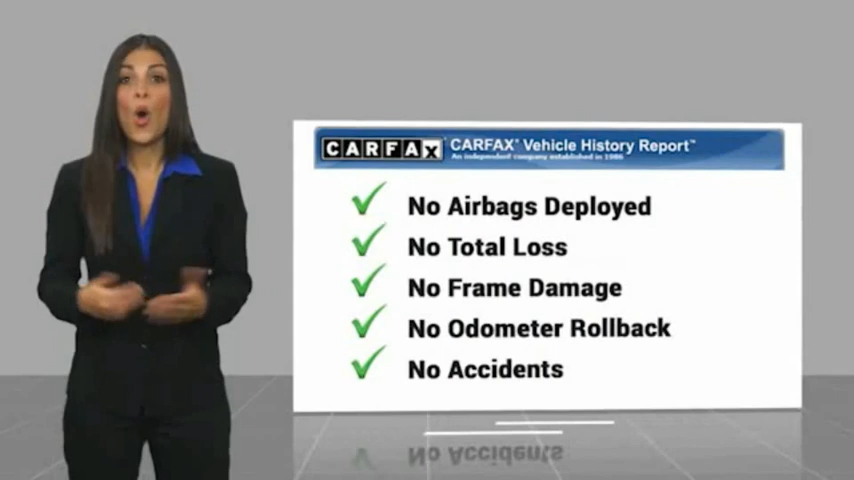 CARFAX CARFAX® Vehicle History Report™
An independent company established in 1986
No Airbags Deployed
No Total Loss
No Frame Damage
No Odometer Rollback
No Accidents
No Accidents